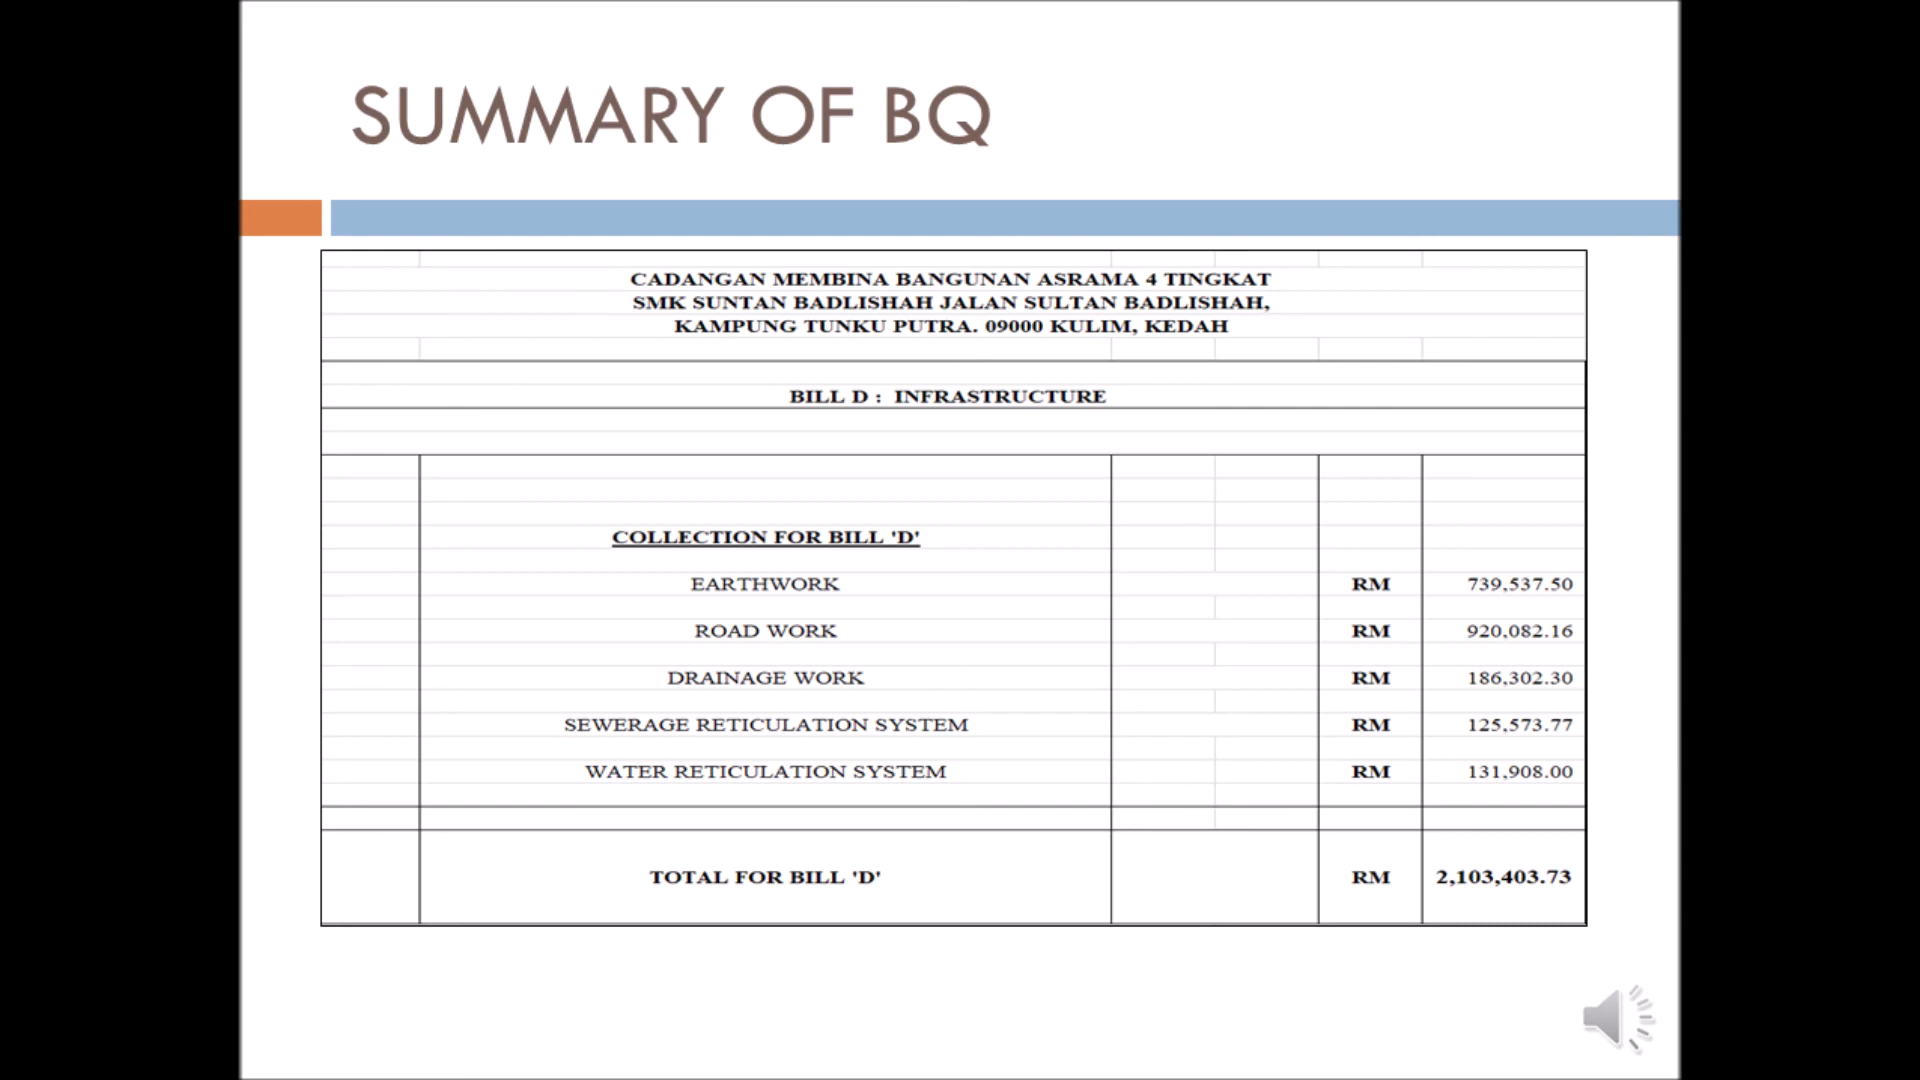 SUMMARY OF BQ
CADANGAN MEMBINA BANGUNAN ASRAMA 4 TINGKAT
SMK SUNTAN BADLISHAH JALAN SULTAN BADLISHAH,
KAMPUNG TUNKU PUTRA. 09000 KULIM, KEDAH
BILL D : INFRASTRUCTURE
COLLECTION FOR BILL 'D'
EARTHWORK RM 739,537.50
ROAD WORK RM 920,082.16
DRAINAGE WORK RM 186,302.30
SEWERAGE RETICULATION SYSTEM RM 125,573.77
WATER RETICULATION SYSTEM RM 131,908.00
TOTAL FOR BILL 'D' RM 2,103,403.73